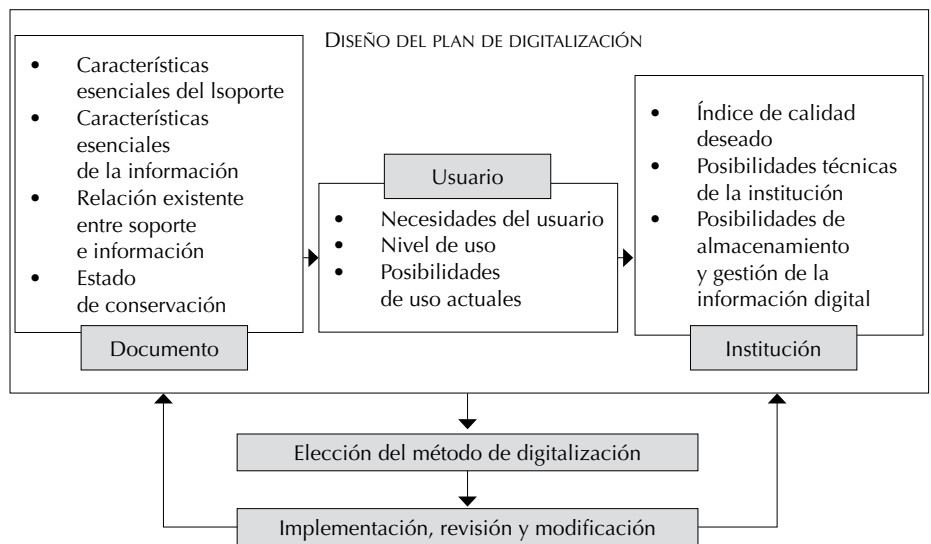 DISEÑO DEL PLAN DE DIGITALIZACIÓN
• Características
esenciales del lsoporte
• Características
esenciales
de la información
• Relación existente
entre soporte
e información
• Estado
de conservación
Documento
Usuario
• Necesidades del usuario
• Nivel de uso
• Posibilidades
de uso actuales
• Índice de calidad
deseado
• Posibilidades técnicas
de la institución
• Posibilidades de
almacenamiento
y gestión de la
información digital
Institución
Elección del método de digitalización
Implementación, revisión y modificación